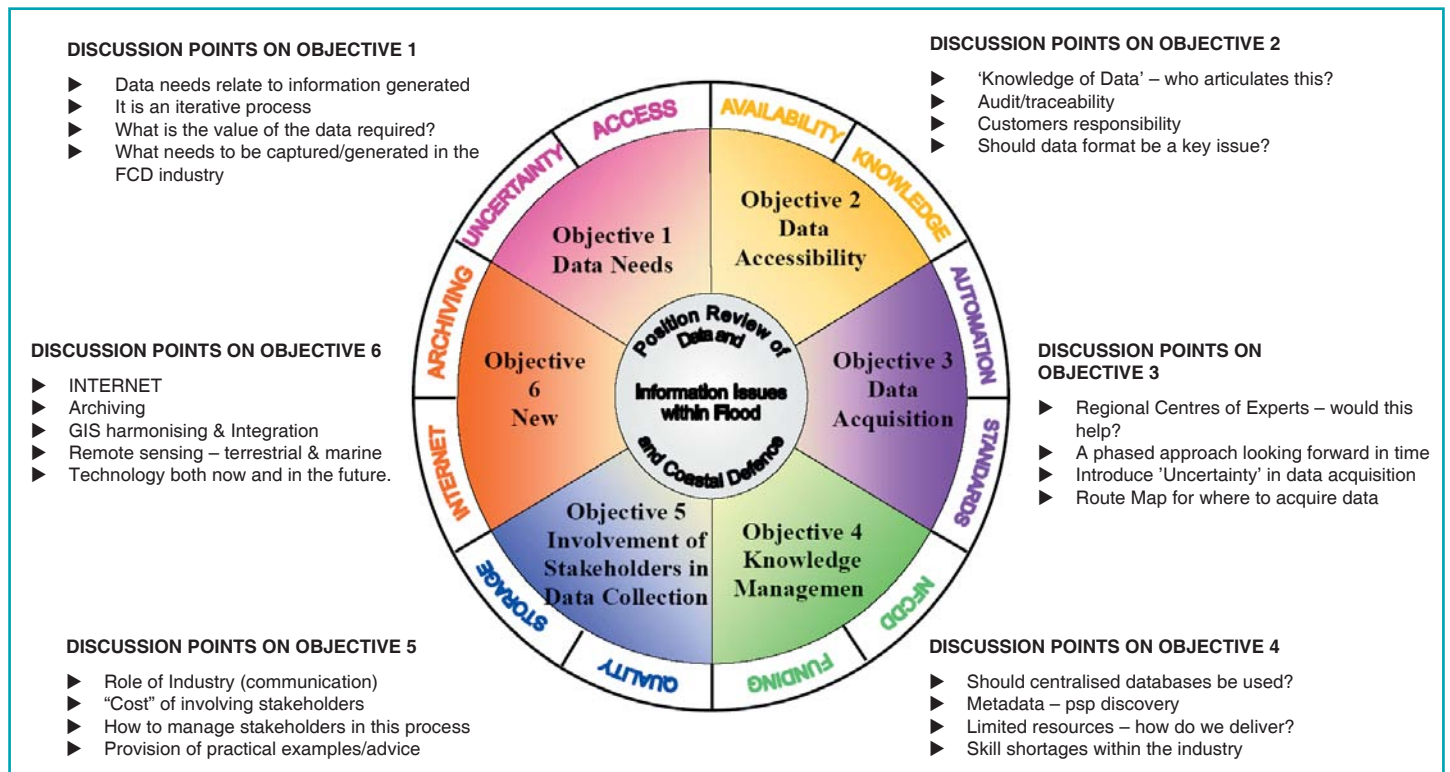 DISCUSSION POINTS ON OBJECTIVE 1
▶ Data needs relate to information generated
▶ It is an iterative process
▶ What is the value of the data required?
▶ What needs to be captured/generated in the
FCD industry
DISCUSSION POINTS ON OBJECTIVE 2
▶ ‘Knowledge of Data’ – who articulates this?
▶ Audit/traceability
▶ Customers responsibility
▶ Should data format be a key issue?
UNCERTAINTY
ACCESS
AVAILABILITY
KNOWLEDGE
AUTOMATION
STANDARDS
NFCDD
FUNDING
QUALITY
STORAGE
INTERNET
ARCHIVING
Objective 1
Data Needs
Objective 2
Data
Accessibility
Objective 3
Data
Acquisition
Objective 4
Knowledge
Managemen
Objective 5
Involvement of
Stakeholders in
Data Collection
Objective
6
New
Position Review of
Data and
Information Issues
within Flood
and Coastal Defence
DISCUSSION POINTS ON OBJECTIVE 6
▶ INTERNET
▶ Archiving
▶ GIS harmonising & Integration
▶ Remote sensing – terrestrial & marine
▶ Technology both now and in the future.
DISCUSSION POINTS ON
OBJECTIVE 3
▶ Regional Centres of Experts – would this
help?
▶ A phased approach looking forward in time
▶ Introduce ’Uncertainty’ in data acquisition
▶ Route Map for where to acquire data
DISCUSSION POINTS ON OBJECTIVE 5
▶ Role of Industry (communication)
▶ “Cost” of involving stakeholders
▶ How to manage stakeholders in this process
▶ Provision of practical examples/advice
DISCUSSION POINTS ON OBJECTIVE 4
▶ Should centralised databases be used?
▶ Metadata – psp discovery
▶ Limited resources – how do we deliver?
▶ Skill shortages within the industry